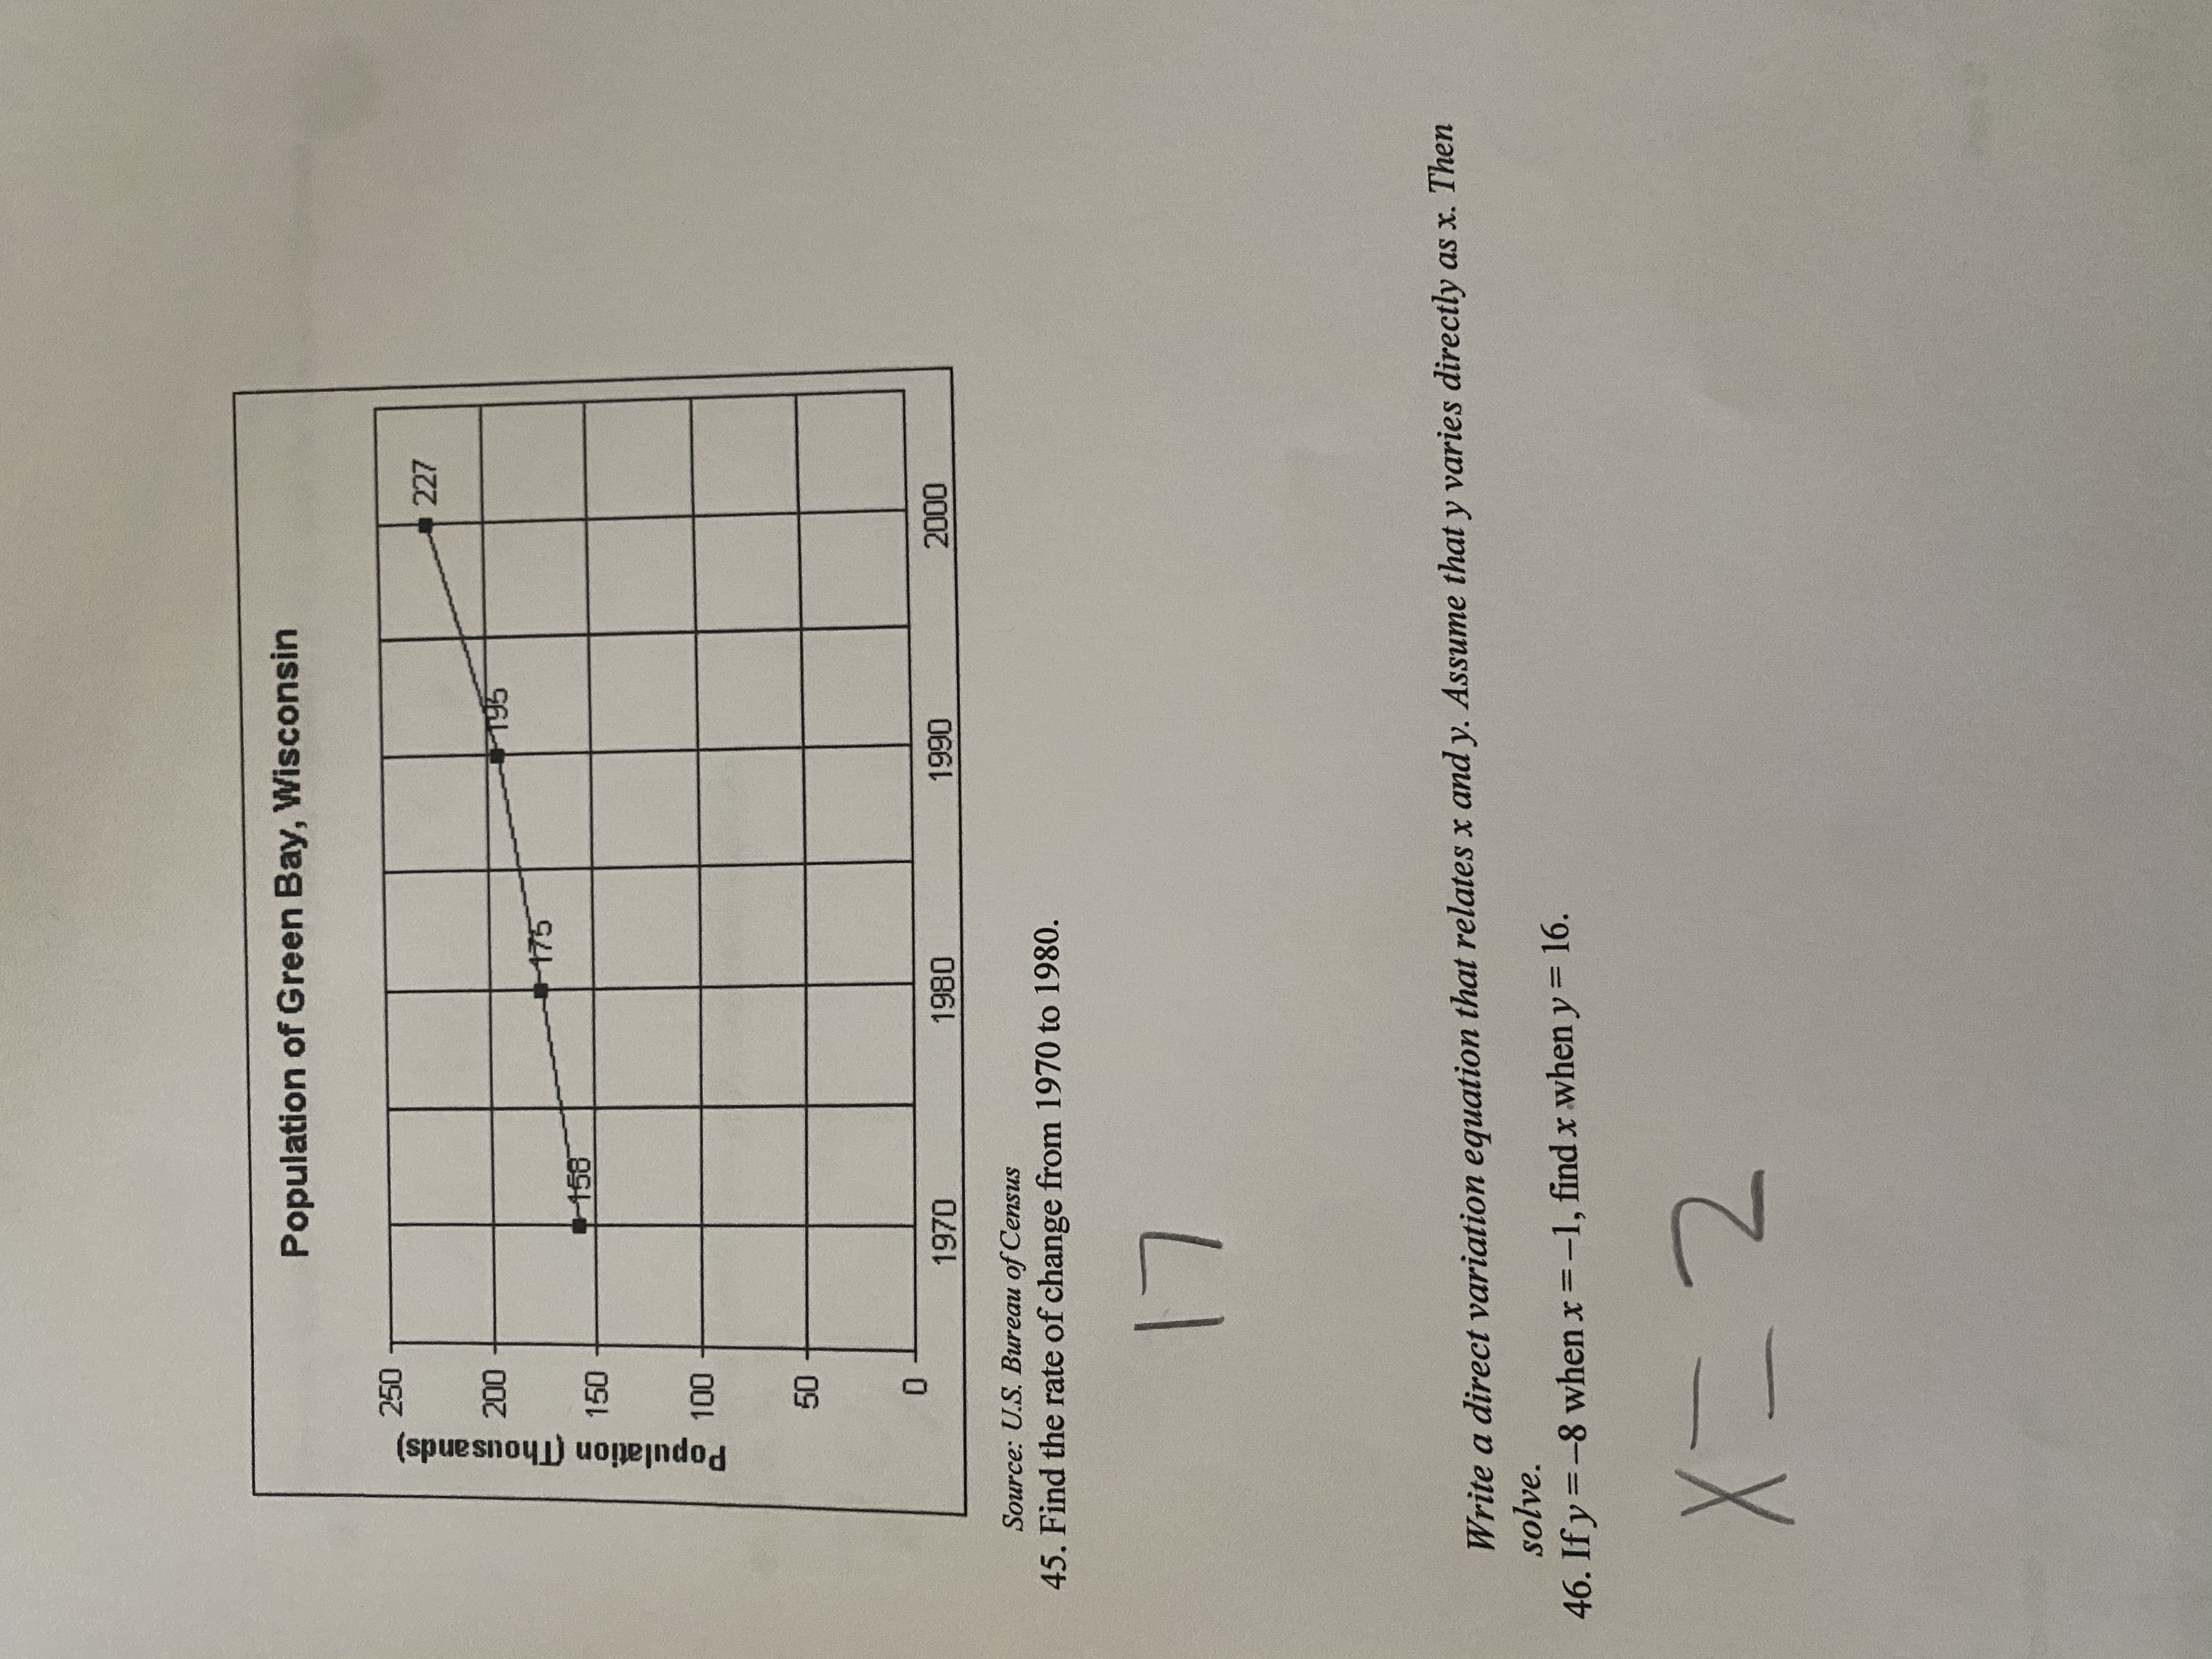 Population of Green Bay, Wisconsin
Population (Thousands)
250
200
150
100
50
0
158
175
195
227
1970 1980 1990 2000
Source: U.S. Bureau of Census
45. Find the rate of change from 1970 to 1980.
17
Write a direct variation equation that relates x and y. Assume that y varies directly as x. Then
solve.
46. If y = –8 when x = –1, find x when y = 16.
X = 2